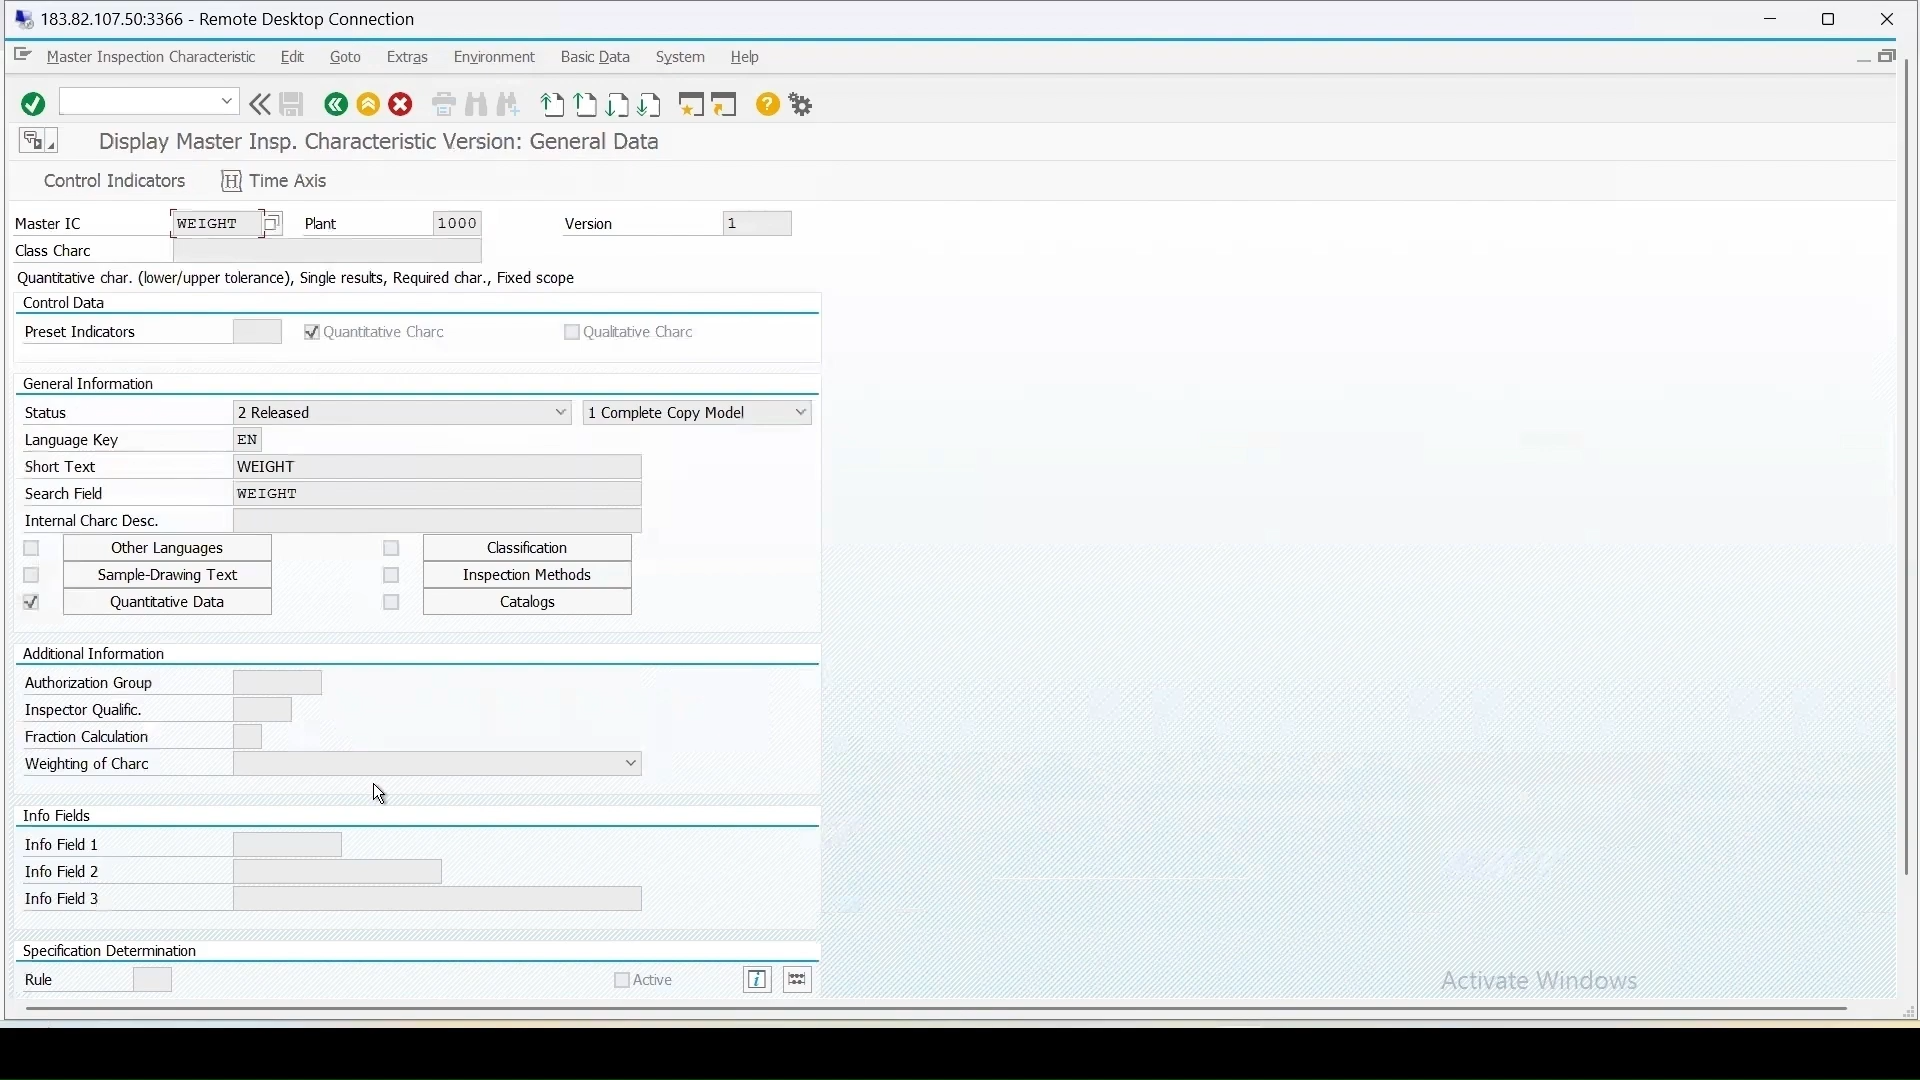 183.82.107.50:3366 - Remote Desktop Connection
Master Inspection Characteristic Edit Goto Extras Environment Basic Data System Help
Display Master Insp. Characteristic Version: General Data
Control Indicators Time Axis
Master IC WEIGHT Plant 1000 Version 1
Class Charc
Quantitative char. (lower/upper tolerance), Single results, Required char., Fixed scope
Control Data
Preset Indicators Quantitative Charc Qualitative Charc
General Information
Status 2 Released 1 Complete Copy Model
Language Key EN
Short Text WEIGHT
Search Field WEIGHT
Internal Charc Desc.
Other Languages Classification
Sample-Drawing Text Inspection Methods
Quantitative Data Catalogs
Additional Information
Authorization Group
Inspector Qualific.
Fraction Calculation
Weighting of Charc
Info Fields
Info Field 1
Info Field 2
Info Field 3
Specification Determination
Rule Active
Activate Windows